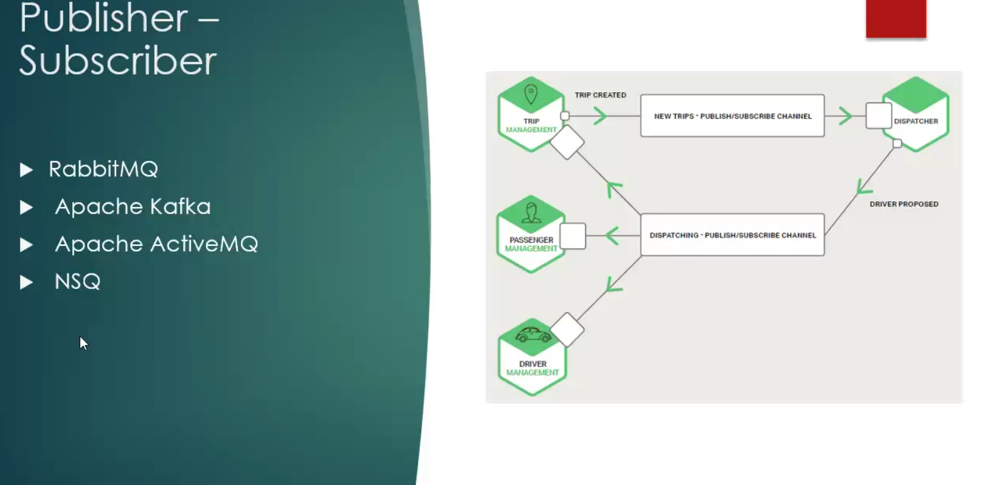 Publisher –
Subscriber
RabbitMQ
Apache Kafka
Apache ActiveMQ
NSQ
TRIP CREATED
TRIP
MANAGEMENT
NEW TRIPS - PUBLISH/SUBSCRIBE CHANNEL
DISPATCHER
DRIVER PROPOSED
PASSENGER
MANAGEMENT
DISPATCHING - PUBLISH/SUBSCRIBE CHANNEL
DRIVER
MANAGEMENT